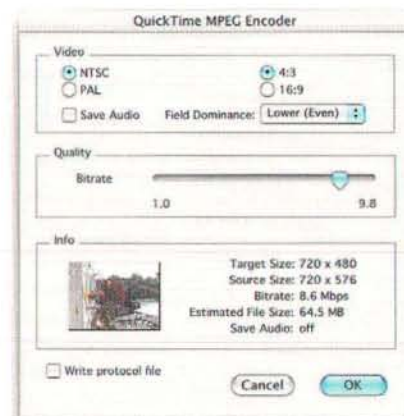 QuickTime MPEG Encoder
Video
NTSC
4:3
PAL
16:9
Save Audio
Field Dominance: Lower (Even)
Quality
Bitrate
1.0 9.8
Info
Target Size: 720 x 480
Source Size: 720 x 576
Bitrate: 8.6 Mbps
Estimated File Size: 64.5 MB
Save Audio: off
Write protocol file
Cancel OK